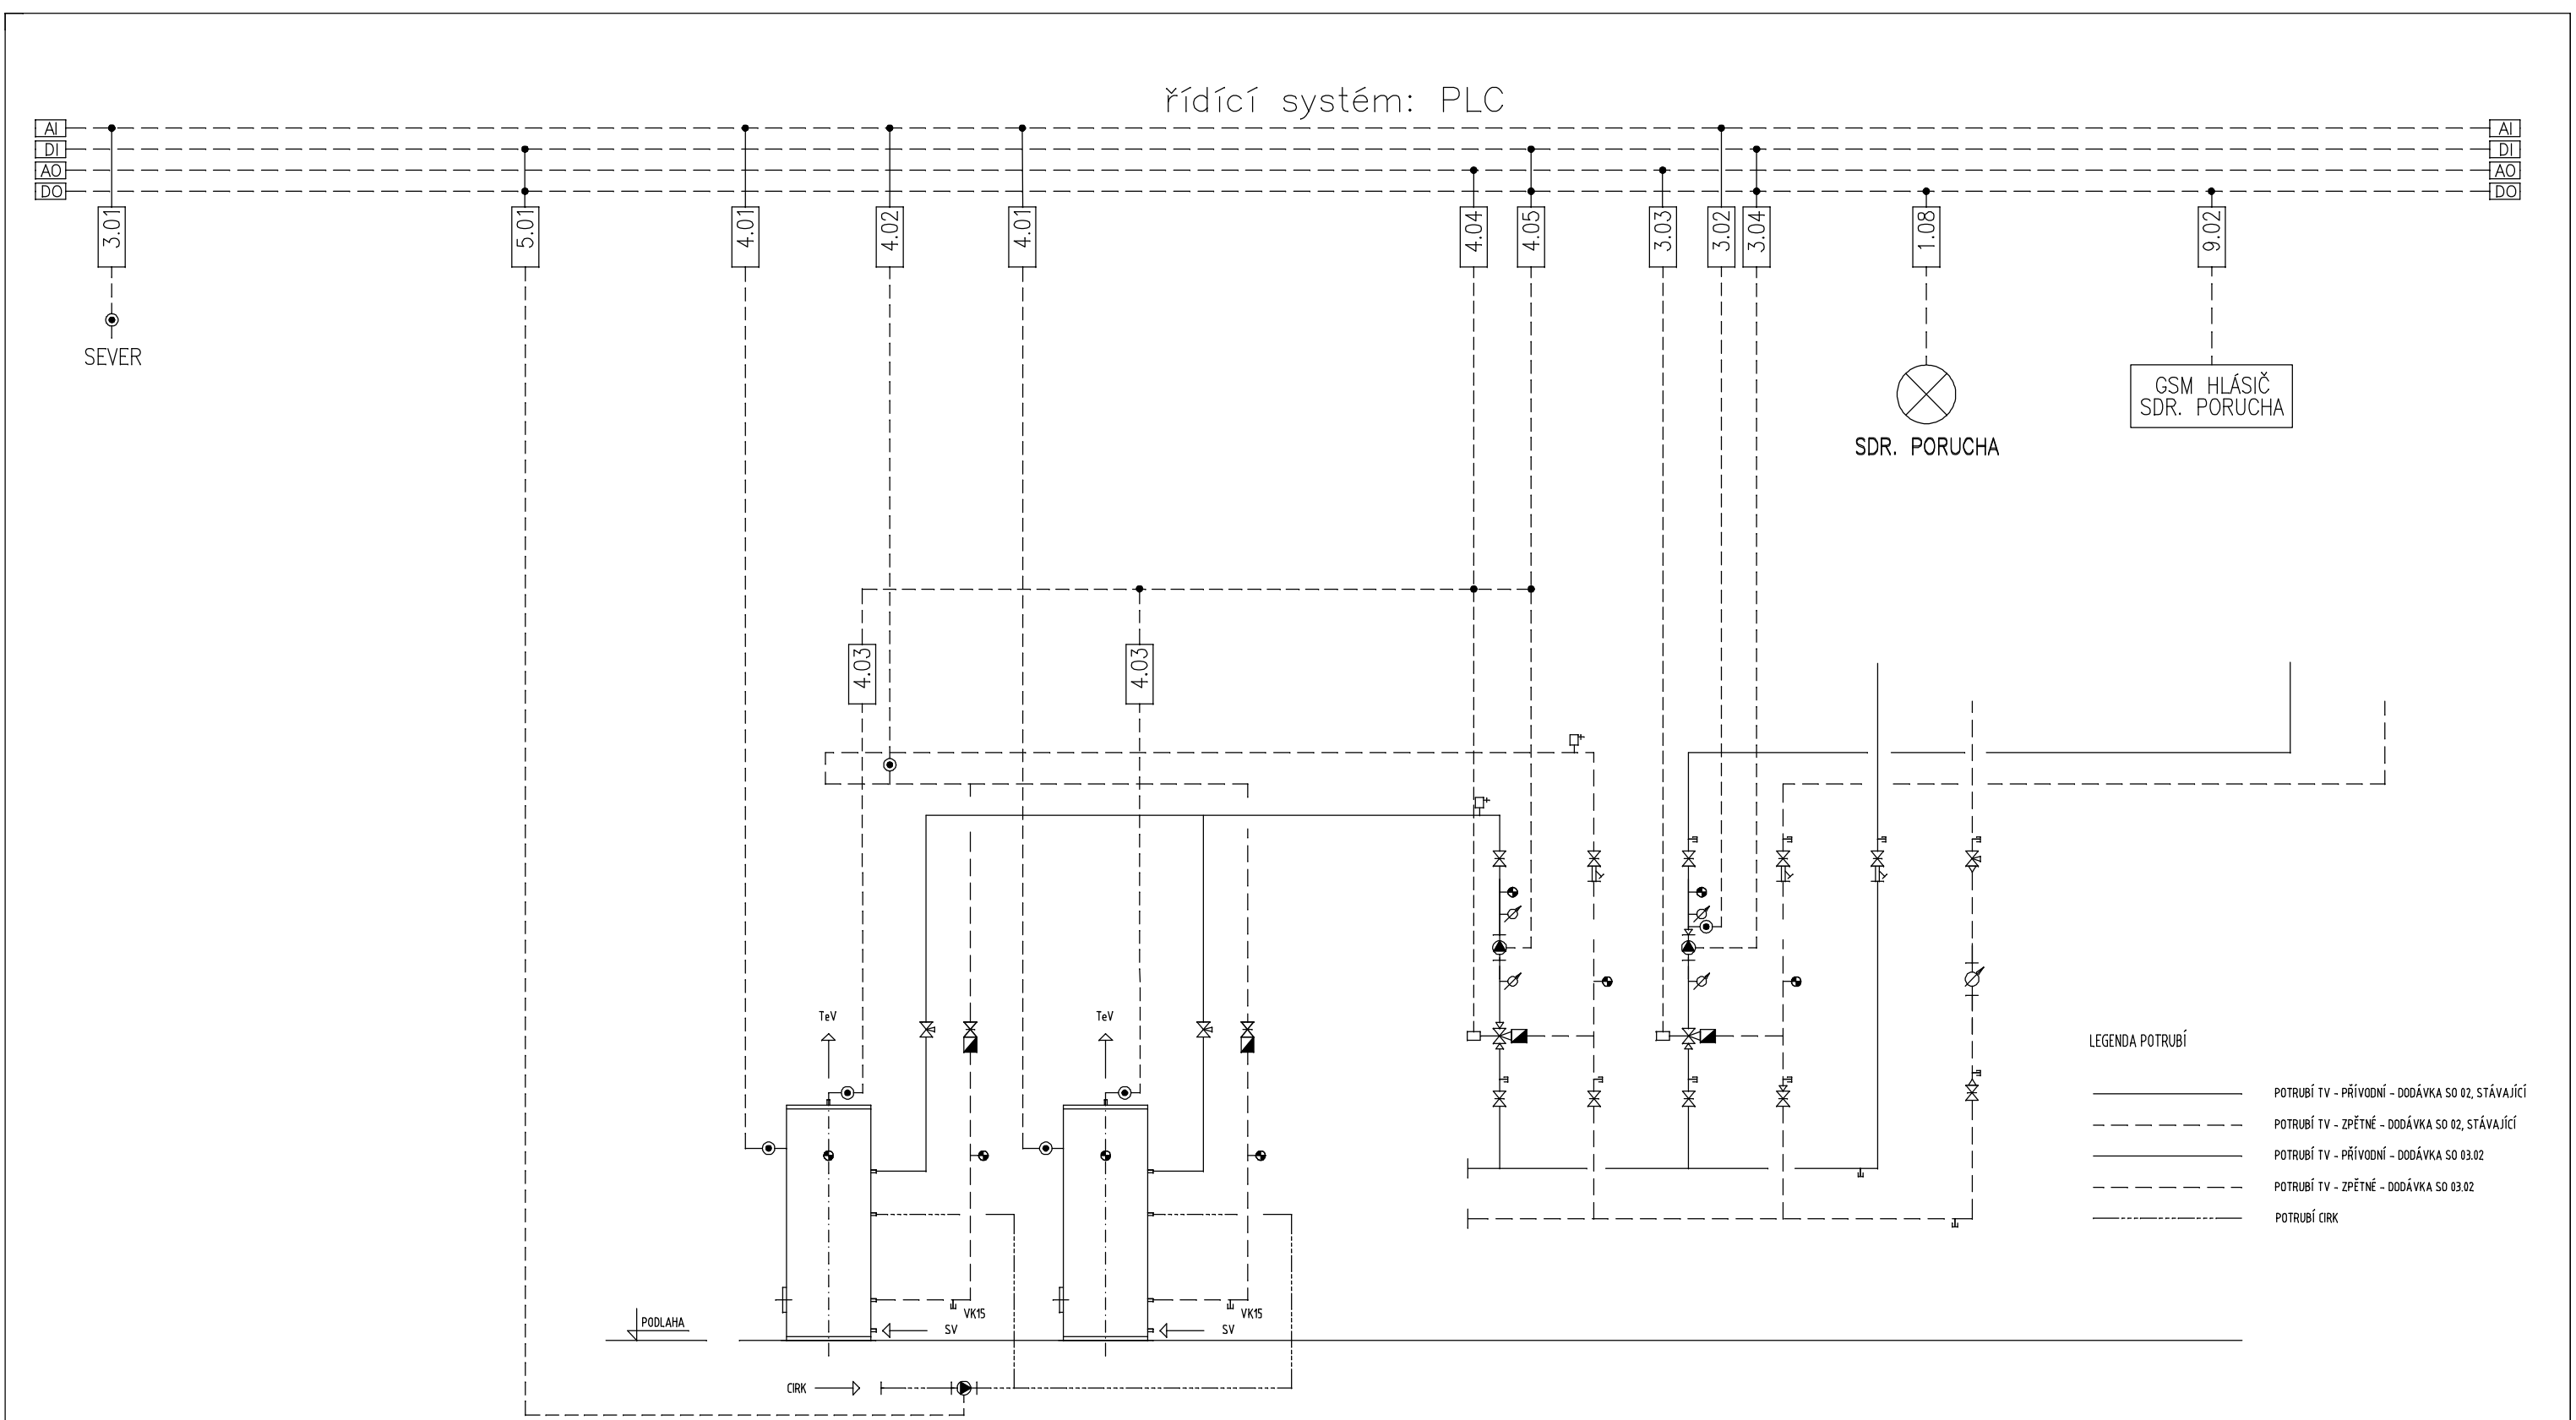 řídící systém: PLC
AI
AI
DI
DI
AO
AO
DO
DO
3.01
5.01
4.01
4.02
4.01
4.04
4.05
3.03
3.02
3.04
1.08
9.02
SEVER
GSM HLÁSIČ
SDR. PORUCHA
SDR. PORUCHA
4.03
4.03
TeV
TeV
LEGENDA POTRUBÍ
POTRUBÍ TV - PŘÍVODNÍ - DODÁVKA SO 02, STÁVAJÍCÍ
POTRUBÍ TV - ZPĚTNÉ - DODÁVKA SO 02, STÁVAJÍCÍ
POTRUBÍ TV - PŘÍVODNÍ - DODÁVKA SO 03.02
POTRUBÍ TV - ZPĚTNÉ - DODÁVKA SO 03.02
POTRUBÍ CIRK
VK15
VK15
PODLAHA
SV
SV
CIRK